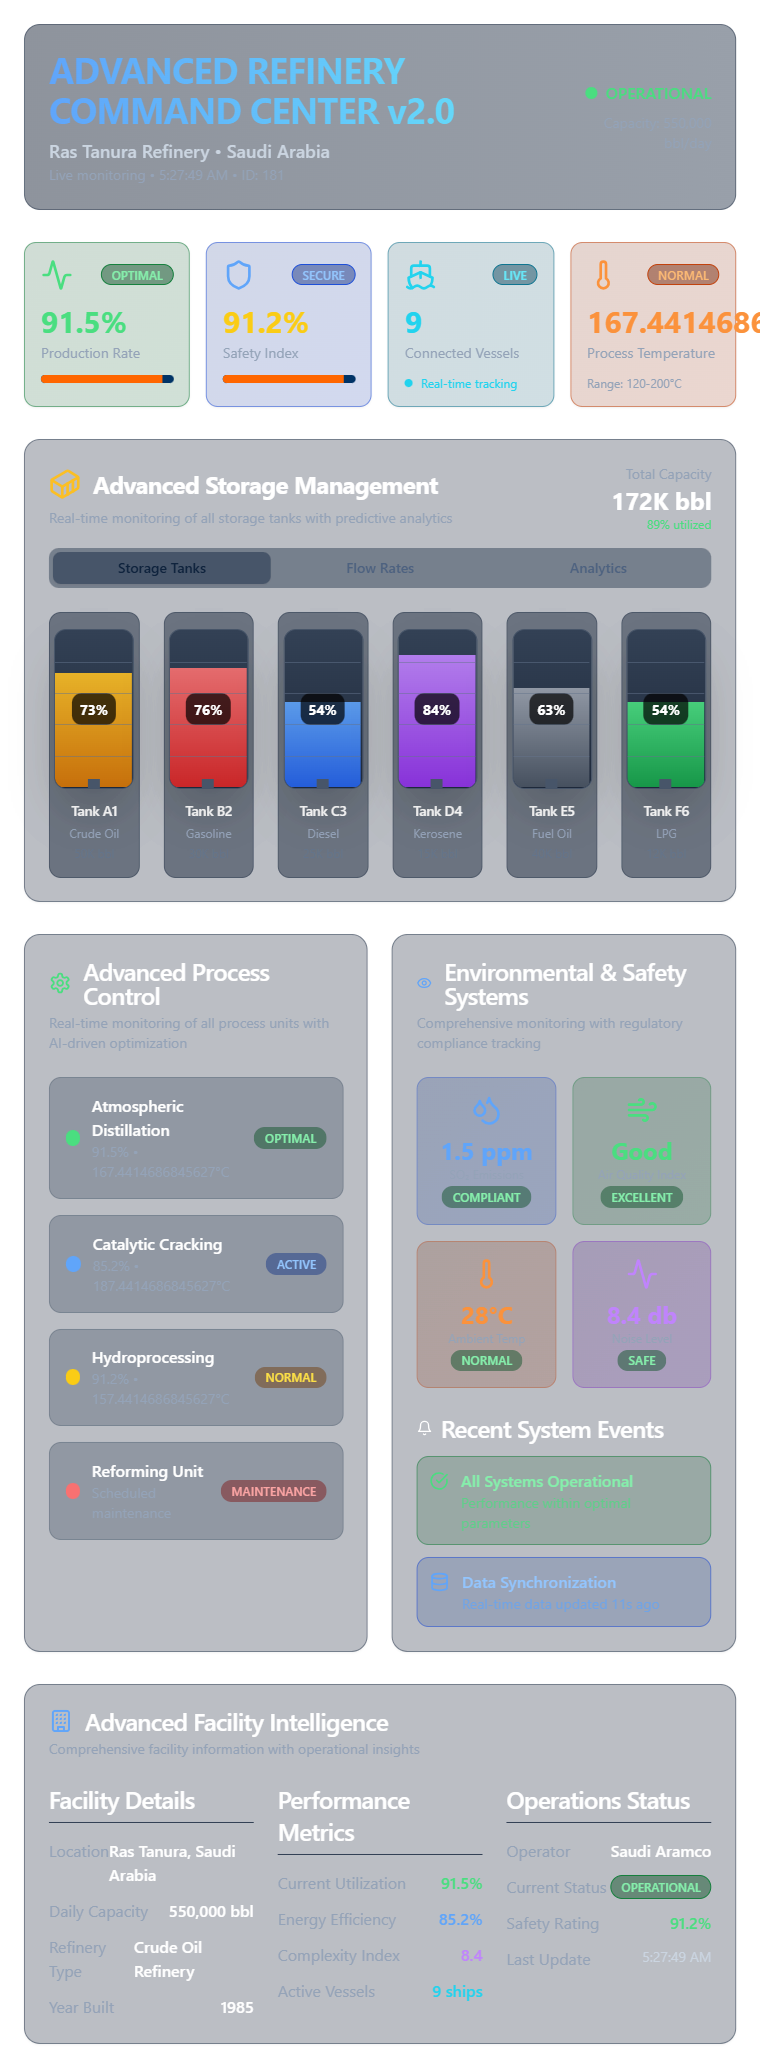 ADVANCED REFINERY
COMMAND CENTER v2.0
Ras Tanura Refinery • Saudi Arabia
Live monitoring • 5:27:49 AM • ID: 181
OPERATIONAL
OPTIMAL
91.5%
Production Rate
SECURE
91.2%
Safety Index
LIVE
9
Connected Vessels
Real-time tracking
NORMAL
167.4414686
Process Temperature
Range: 120-200°C
Advanced Storage Management
Real-time monitoring of all storage tanks with predictive analytics
Total Capacity
172K bbl
89% utilized
Storage Tanks
Flow Rates
Analytics
73%
Tank A1
Crude Oil
76%
Tank B2
Gasoline
54%
Tank C3
Diesel
84%
Tank D4
Kerosene
63%
Tank E5
Fuel Oil
54%
Tank F6
LPG
Advanced Process
Control
Real-time monitoring of all process units with
AI-driven optimization
Atmospheric
Distillation
91.5% •
167.4414686845627°C
OPTIMAL
Catalytic Cracking
85.2% •
187.4414686845627°C
ACTIVE
Hydroprocessing
91.2% •
157.4414686845627°C
NORMAL
Reforming Unit
Scheduled
maintenance
MAINTENANCE
Environmental & Safety
Systems
Comprehensive monitoring with regulatory
compliance tracking
1.5 ppm
COMPLIANT
Good
EXCELLENT
28°C
Ambient Temp
NORMAL
8.4 db
SAFE
Recent System Events
All Systems Operational
Performance within optimal
parameters
Data Synchronization
Real-time data updated 11s ago
Advanced Facility Intelligence
Comprehensive facility information with operational insights
Facility Details
Location Ras Tanura, Saudi
Arabia
Daily Capacity 550,000 bbl
Refinery
Type
Crude Oil
Refinery
Year Built 1985
Performance
Metrics
Current Utilization 91.5%
Energy Efficiency 85.2%
Complexity Index 8.4
Active Vessels 9 ships
Operations Status
Operator Saudi Aramco
Current Status OPERATIONAL
Safety Rating 91.2%
Last Update 5:27:49 AM